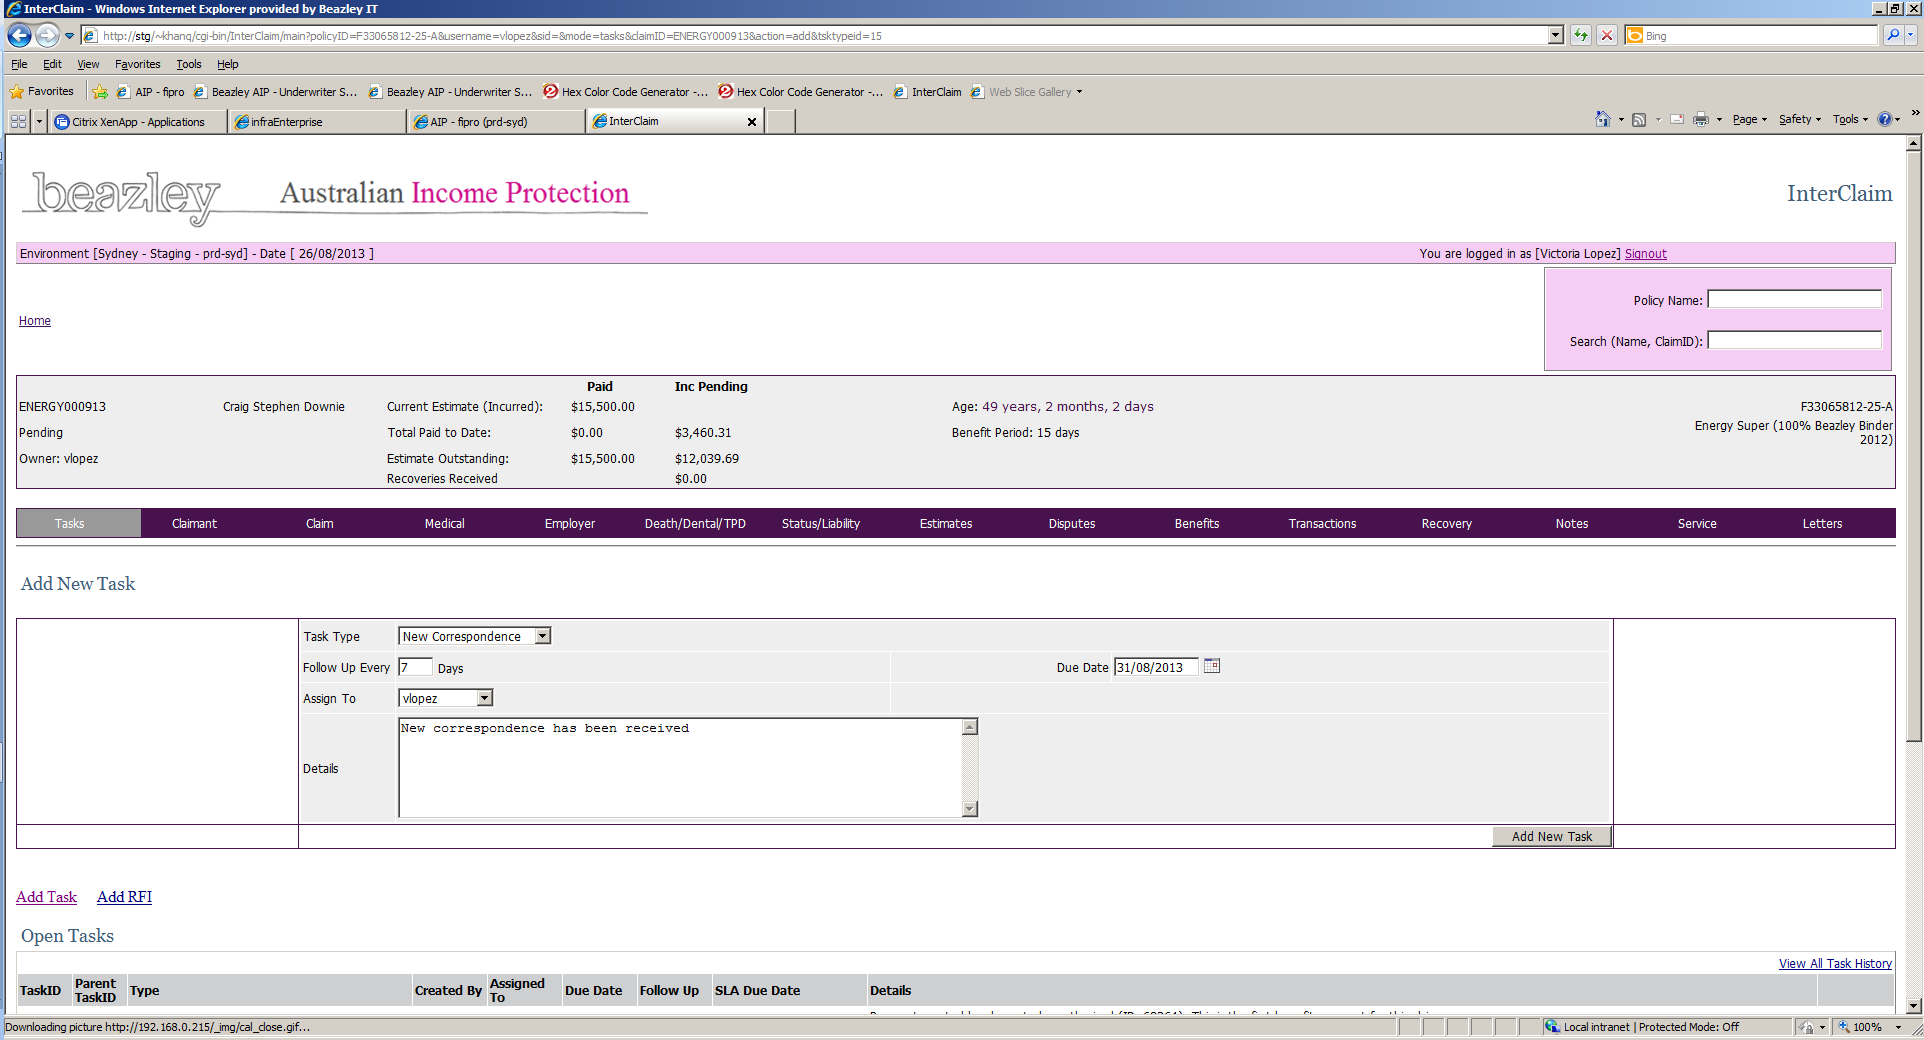 InterClaim - Windows Internet Explorer provided by Beazley IT
http://stg/~khanq/cgi-bin/InterClaim/main?policyID=F33065812-25-A&username=vlopez&sid=&mode=tasks&claimID=ENERGY000913&action=add&tsktypeid=15
Bing
File Edit View Favorites Tools Help
Favorites AIP - fipro Beazley AIP - Underwriter S... Beazley AIP - Underwriter S... Hex Color Code Generator -... Hex Color Code Generator -... InterClaim Web Slice Gallery
Citrix XenApp - Applications infraEnterprise AIP - fipro (prd-syd) InterClaim Page Safety Tools
beazley Australian Income Protection InterClaim
Environment [Sydney - Staging - prd-syd] - Date [ 26/08/2013 ] You are logged in as [Victoria Lopez] Signout
Policy Name:
Home
Search (Name, ClaimID):
Paid Inc Pending
ENERGY000913 Craig Stephen Downie Current Estimate (Incurred): $15,500.00 Age: 49 years, 2 months, 2 days F33065812-25-A
Pending Total Paid to Date: $0.00 $3,460.31 Benefit Period: 15 days Energy Super (100% Beazley Binder
2012)
Owner: vlopez Estimate Outstanding: $15,500.00 $12,039.69
Recoveries Received $0.00
Tasks Claimant Claim Medical Employer Death/Dental/TPD Status/Liability Estimates Disputes Benefits Transactions Recovery Notes Service Letters
Add New Task
Task Type New Correspondence
Follow Up Every 7 Days Due Date 31/08/2013
Assign To vlopez
New correspondence has been received
Details
Add New Task
Add Task Add RFI
Open Tasks
View All Task History
TaskID Parent TaskID Type Created By Assigned To Due Date Follow Up SLA Due Date Details
Downloading picture http://192.168.0.215/_img/cal_close.gif... Local intranet | Protected Mode: Off 100%